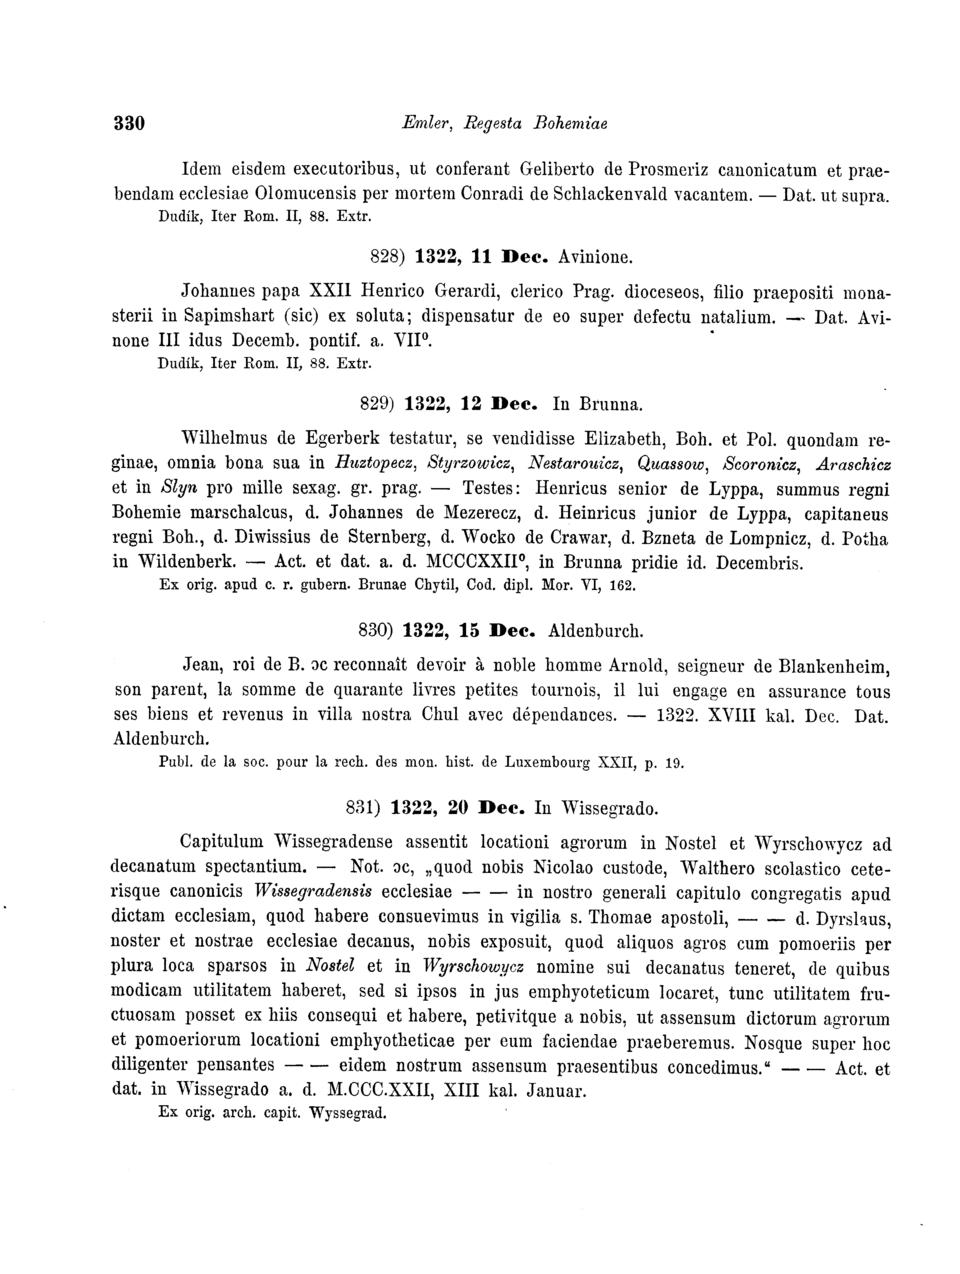 330 Emler, Regesta Bohemiae
Idem eisdem executoribus, ut conferant Geliberto de Prosmeriz canonicatum et prae-
bendam ecclesiae Olomucensis per mortem Conradi de Schlackenvald vacantem. — Dat. ut supra.
Dudík, Iter Rom. II, 88. Extr.
828) 1322, 11 Dec. Avinione.
Johannes papa XXII Henrico Gerardi, clerico Prag. dioceseos, filio praepositi mona-
sterii in Sapimshart (sic) ex soluta; dispensatur de eo super defectu natalium. — Dat. Avi-
none III idus Decemb. pontif. a. VII⁰.
Dudík, Iter Rom. II, 88. Extr.
829) 1322, 12 Dec. In Brunna.
Wilhelmus de Egerberk testatur, se vendidisse Elizabeth, Boh. et Pol. quondam re-
ginae, omnia bona sua in Huztopecz, Styrzowicz, Nestarouicz, Quassow, Scoronicz, Araschicz
et in Slyn pro mille sexag. gr. prag. — Testes: Henricus senior de Lyppa, summus regni
Bohemie marschalcus, d. Johannes de Mezerecz, d. Heinricus junior de Lyppa, capitaneus
regni Boh., d. Diwissius de Sternberg, d. Wocko de Crawar, d. Bzneta de Lompnicz, d. Potha
in Wildenberk. — Act. et dat. a. d. MCCCXXII⁰, in Brunna pridie id. Decembris.
Ex orig. apud c. r. gubern. Brunae Chytil, Cod. dipl. Mor. VI, 162.
830) 1322, 15 Dec. Aldenburch.
Jean, roi de B. ɔc reconnaît devoir à noble homme Arnold, seigneur de Blankenheim,
son parent, la somme de quarante livres petites tournois, il lui engage en assurance tous
ses biens et revenus in villa nostra Chul avec dépendances. — 1322. XVIII kal. Dec. Dat.
Aldenburch.
Publ. de la soc. pour la rech. des mon. hist. de Luxembourg XXII, p. 19.
831) 1322, 20 Dec. In Wissegrado.
Capitulum Wissegradense assentit locationi agrorum in Nostel et Wyrschowycz ad
decanatum spectantium. — Not. ɔc, „quod nobis Nicolao custode, Walthero scolastico cete-
risque canonicis Wissegradensis ecclesiae — — in nostro generali capitulo congregatis apud
dictam ecclesiam, quod habere consuevimus in vigilia s. Thomae apostoli, — — d. Dyrslaus,
noster et nostrae ecclesiae decanus, nobis exposuit, quod aliquos agros cum pomoeriis per
plura loca sparsos in Nostel et in Wyrschowycz nomine sui decanatus teneret, de quibus
modicam utilitatem haberet, sed si ipsos in jus emphyoteticum locaret, tunc utilitatem fru-
ctuosam posset ex hiis consequi et habere, petivitque a nobis, ut assensum dictorum agrorum
et pomoeriorum locationi emphyotheticae per eum faciendae praeberemus. Nosque super hoc
diligenter pensantes — — eidem nostrum assensum praesentibus concedimus.“ — — Act. et
dat. in Wissegrado a. d. M.CCC.XXII, XIII kal. Januar.
Ex orig. arch. capit. Wyssegrad.